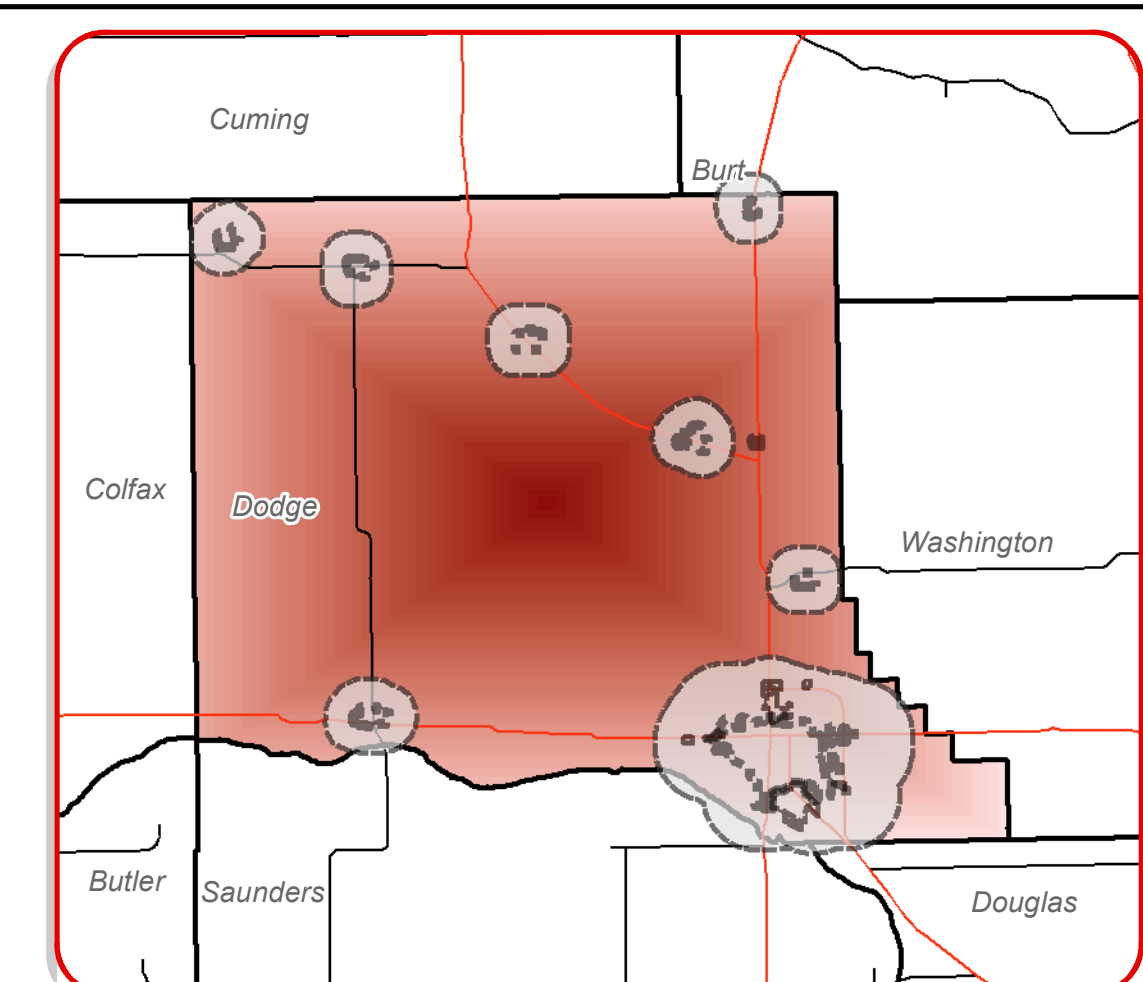 Cuming
Burt
Colfax
Dodge
Washington
Butler
Saunders
Douglas